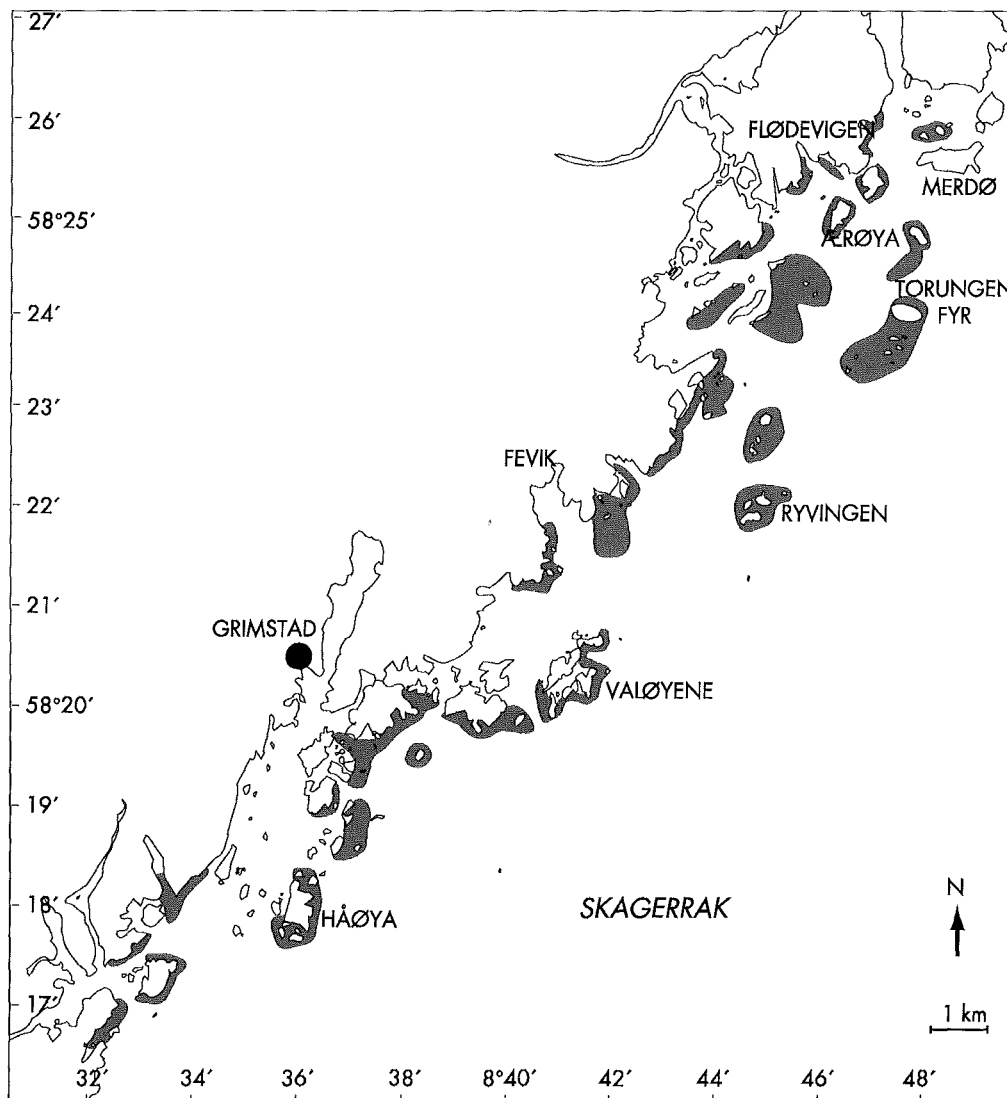 27′
26′
FLØDEVIGEN
MERDØ
58°25′
ÆRØYA
TORUNGEN
FYR
24′
23′
FEVIK
22′
RYVINGEN
21′
GRIMSTAD
VALØYENE
58°20′
19′
18′
HÅØYA
SKAGERRAK
N
17′
1 km
32′ 34′ 36′ 38′ 8°40′ 42′ 44′ 46′ 48′